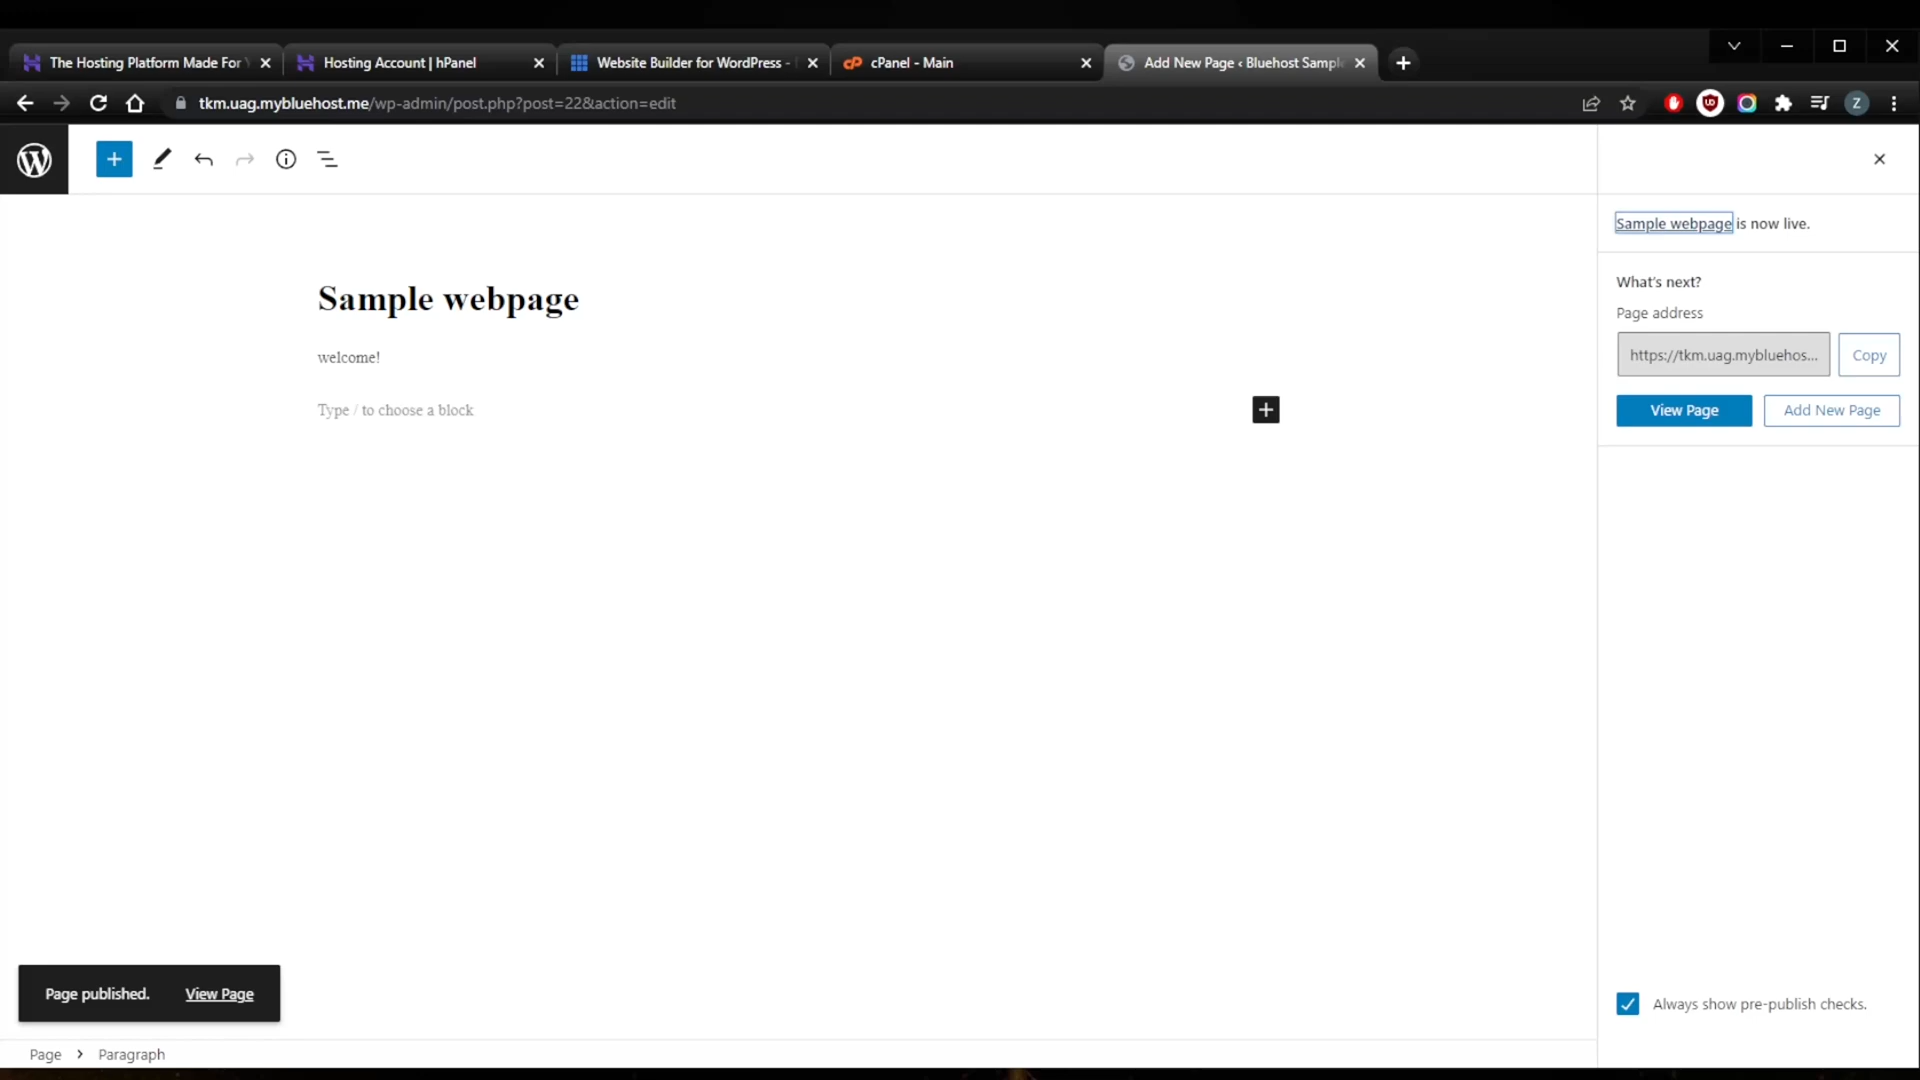 The Hosting Platform Made For
Hosting Account | hPanel
Website Builder for WordPress -
cPanel - Main
Add New Page ‹ Bluehost Sampl
tkm.uag.mybluehost.me/wp-admin/post.php?post=22&action=edit
Z
Sample webpage is now live.
What's next?
Page address
https://tkm.uag.mybluehos...
Copy
View Page
Add New Page
Sample webpage
welcome!
Type / to choose a block
Page published.
View Page
Always show pre-publish checks.
Page > Paragraph